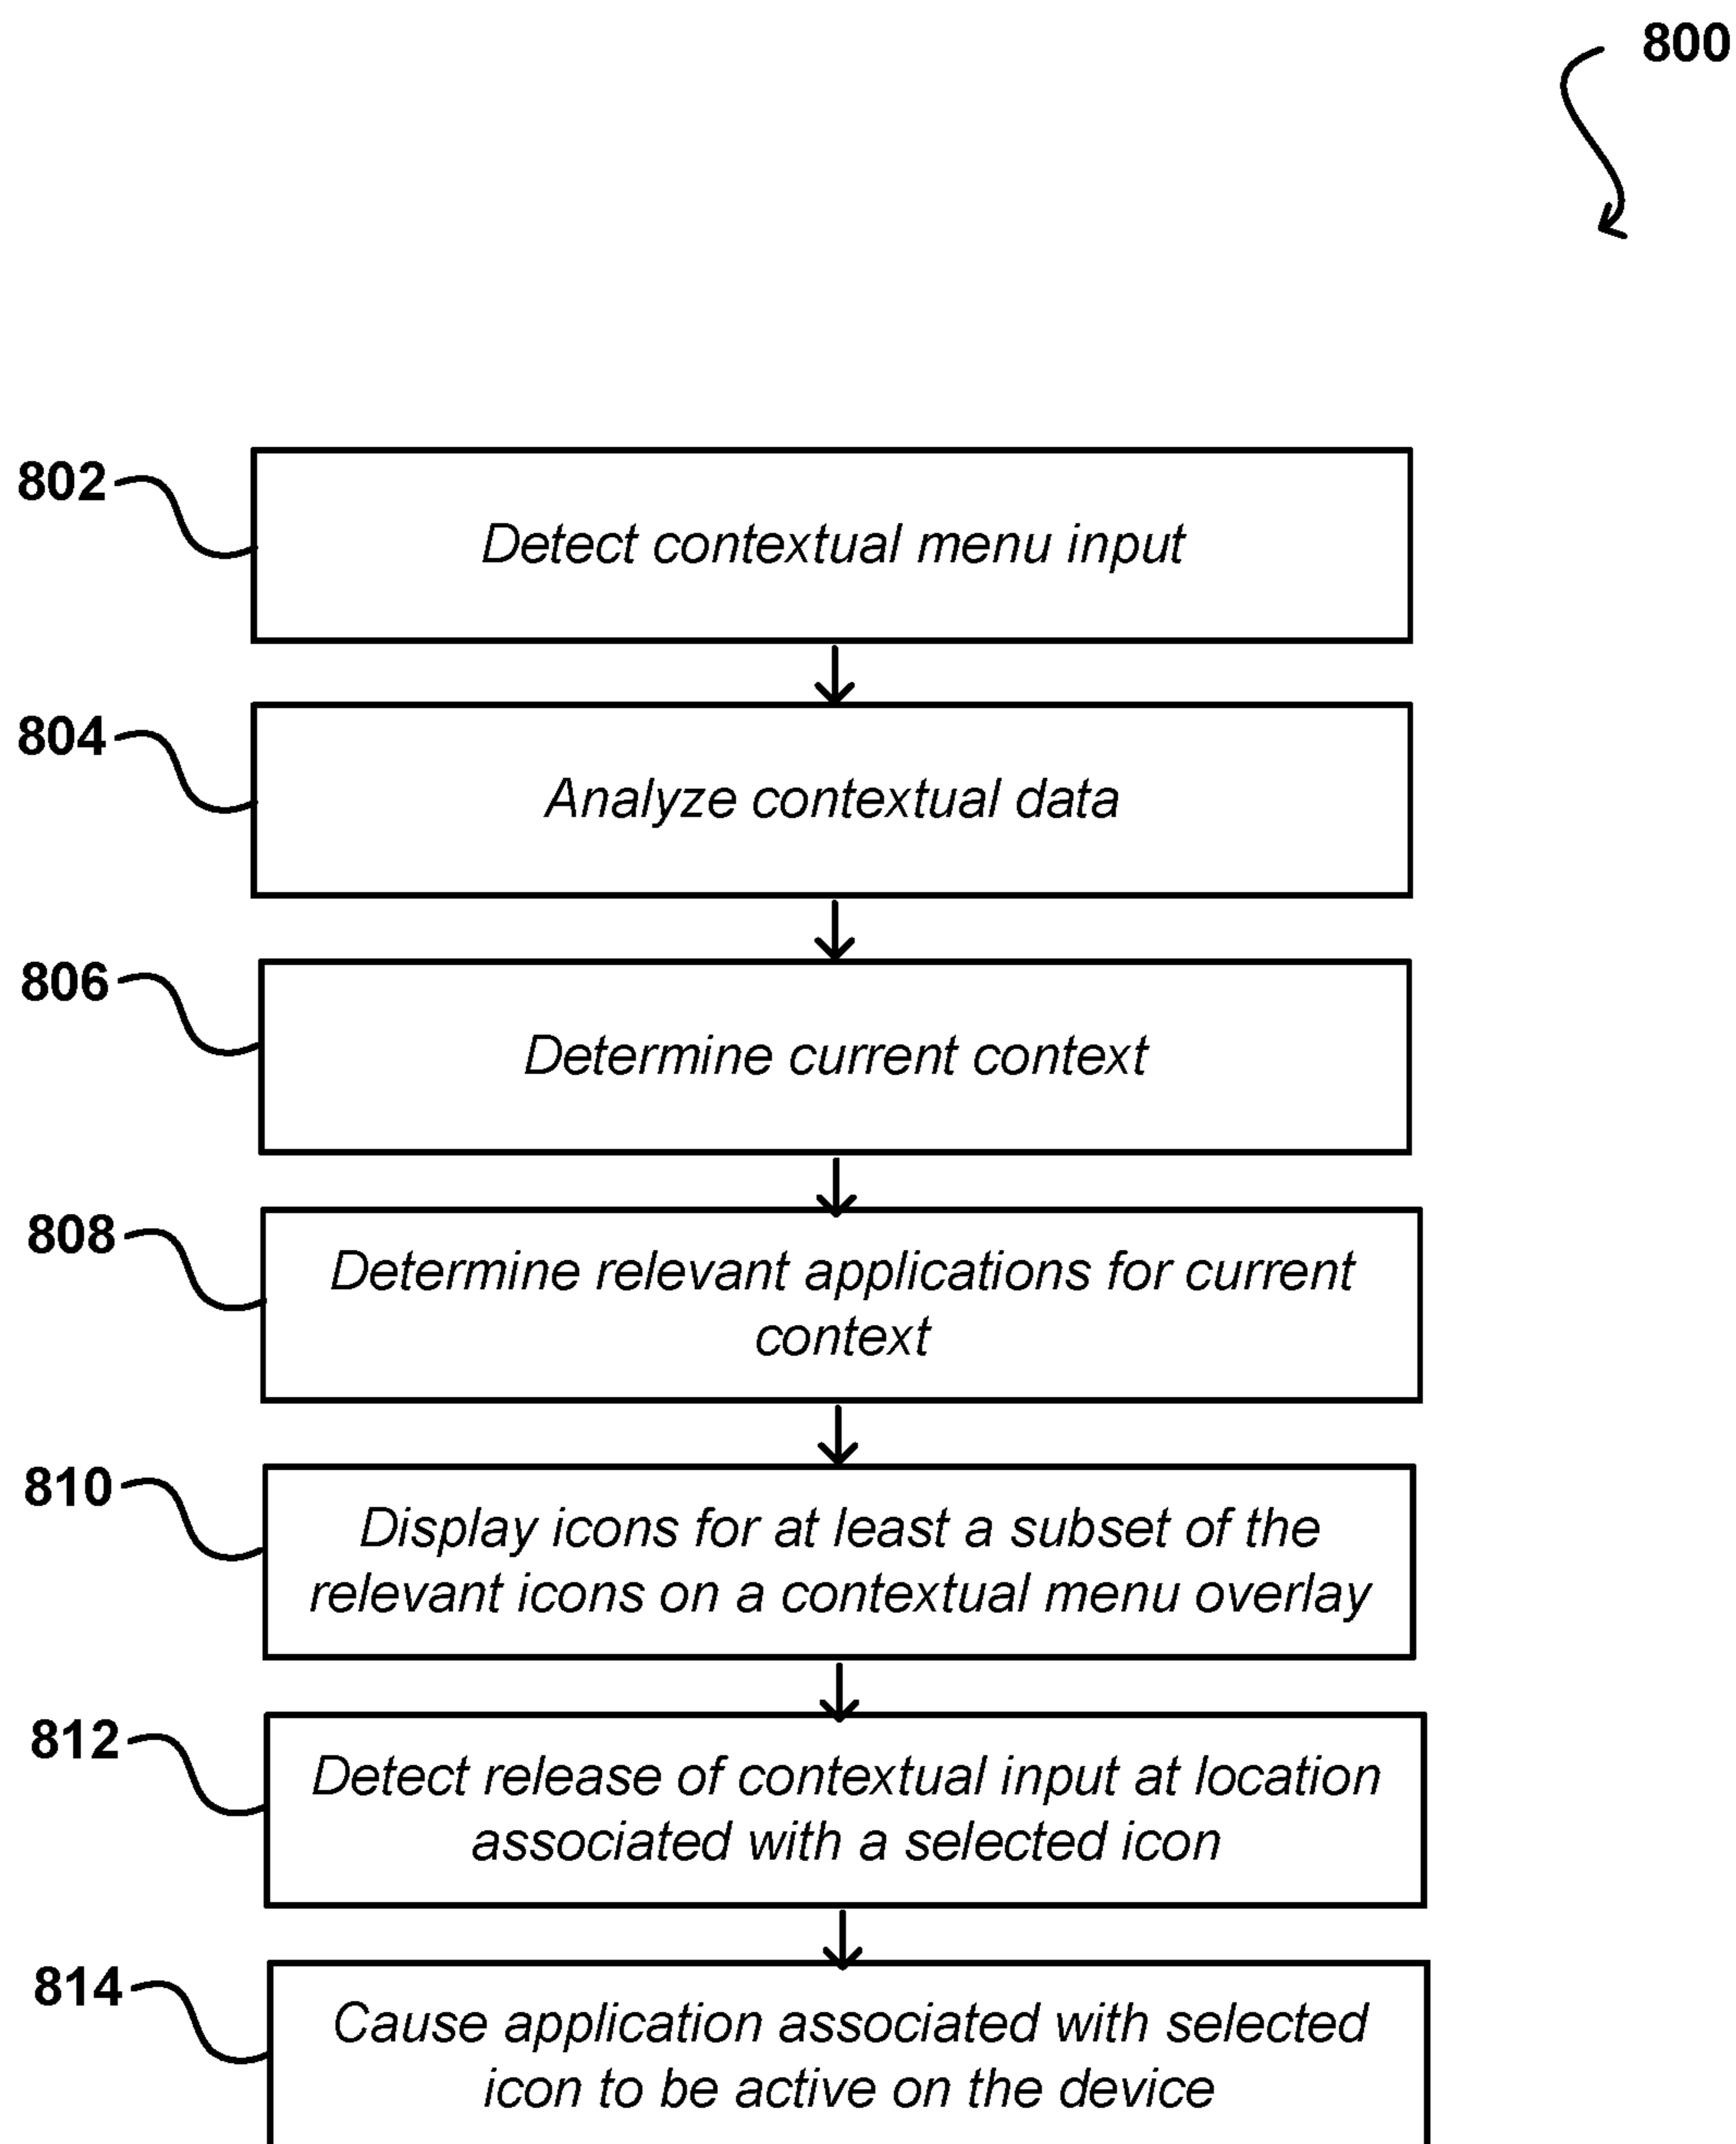 800
802
Detect contextual menu input
804
Analyze contextual data
806
Determine current context
808
Determine relevant applications for current
context
810
Display icons for at least a subset of the
relevant icons on a contextual menu overlay
812
Detect release of contextual input at location
associated with a selected icon
814
Cause application associated with selected
icon to be active on the device